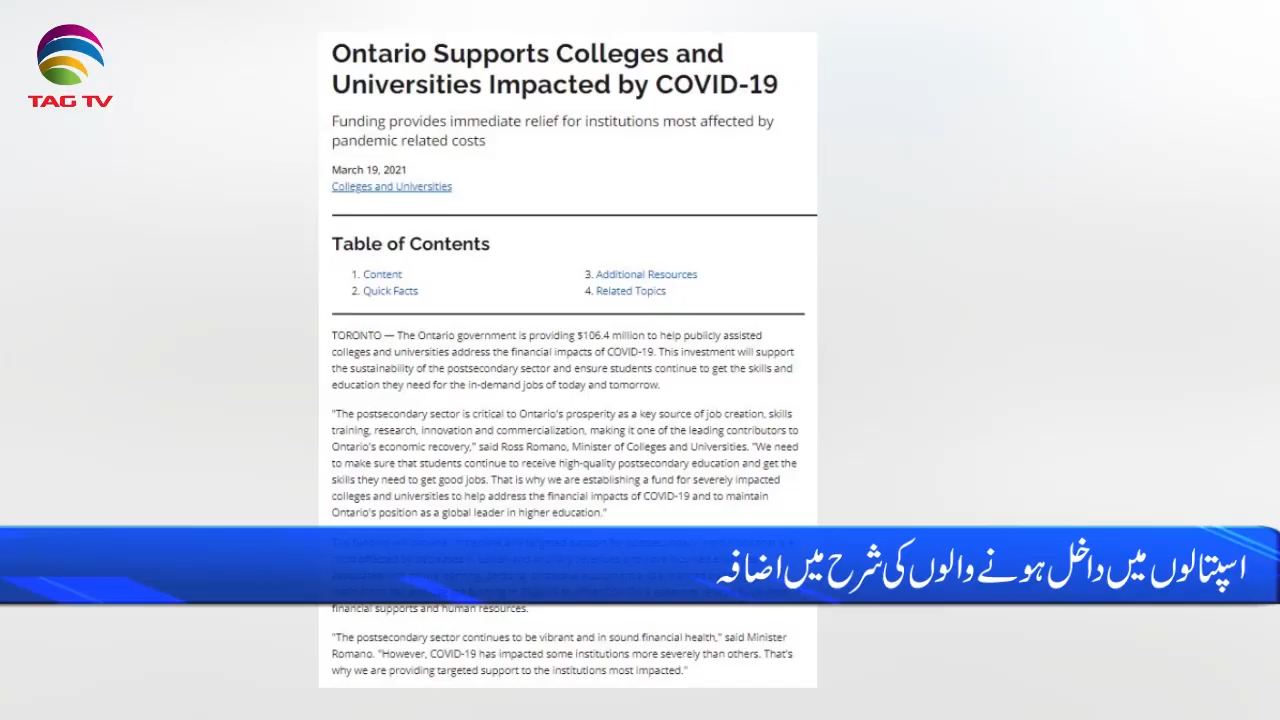 TAG TV
Ontario Supports Colleges and
Universities Impacted by COVID-19
Funding provides immediate relief for institutions most affected by
pandemic related costs
March 19, 2021
Colleges and Universities
Table of Contents
1. Content
2. Quick Facts
3. Additional Resources
4. Related Topics
TORONTO — The Ontario government is providing $106.4 million to help publicly assisted
colleges and universities address the financial impacts of COVID-19. This investment will support
the sustainability of the postsecondary sector and ensure students continue to get the skills and
education they need for the in-demand jobs of today and tomorrow.
"The postsecondary sector is critical to Ontario's prosperity as a key source of job creation, skills
training, research, innovation and commercialization, making it one of the leading contributors to
Ontario's economic recovery," said Ross Romano, Minister of Colleges and Universities. "We need
to make sure that students continue to receive high-quality postsecondary education and get the
skills they need to get good jobs. That is why we are establishing a fund for severely impacted
colleges and universities to help address the financial impacts of COVID-19 and to maintain
Ontario's position as a global leader in higher education."
اسپتالوں میں داخل ہونے والوں کی شرح میں اضافہ
financial supports and human resources.
"The postsecondary sector continues to be vibrant and in sound financial health," said Minister
Romano. "However, COVID-19 has impacted some institutions more severely than others. That's
why we are providing targeted support to the institutions most impacted."